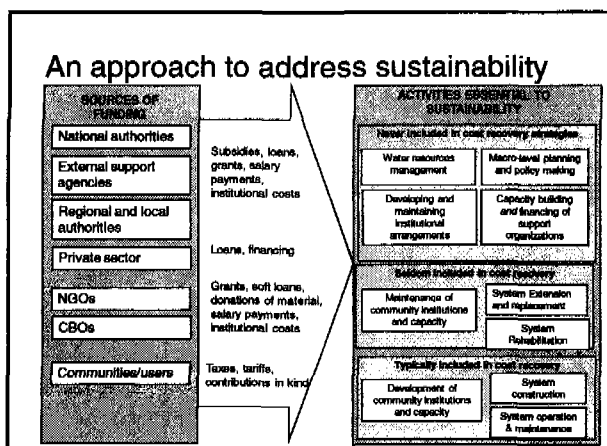 An approach to address sustainability
SOURCES OF
FUNDING
National authorities
External support
agencies
Regional and local
authorities
Private sector
NGOs
CBOs
Communities/users
Subsidies, loans,
grants, salary
payments,
institutional costs
Loans, financing
Grants, soft loans,
donations of material,
salary payments,
institutional costs
Taxes, tariffs,
contributions in kind
ACTIVITIES ESSENTIAL TO
SUSTAINABILITY
Never included in cost recovery strategies
Water resources
management
Macro-level planning
and policy making
Developing and
maintaining
institutional
arrangements
Capacity building
and financing of
support
organizations
Seldom included in cost recovery
Maintenance of
community institutions
and capacity
System Extension
and replacement
System
Rehabilitation
Typically included in cost recovery
Development of
community institutions
and capacity
System
construction
System operation
& maintenance